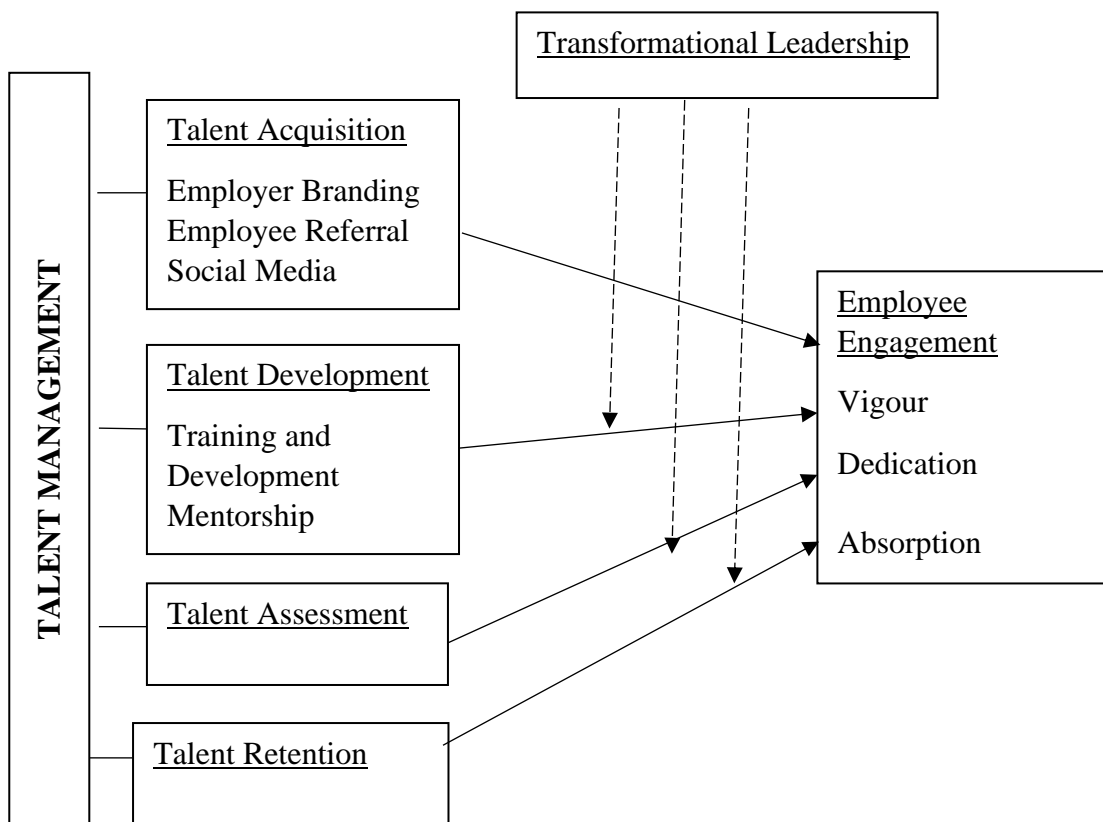 Transformational Leadership
TALENT MANAGEMENT
Talent Acquisition
Employer Branding
Employee Referral
Social Media
Talent Development
Training and
Development
Mentorship
Talent Assessment
Talent Retention
Employee
Engagement
Vigour
Dedication
Absorption